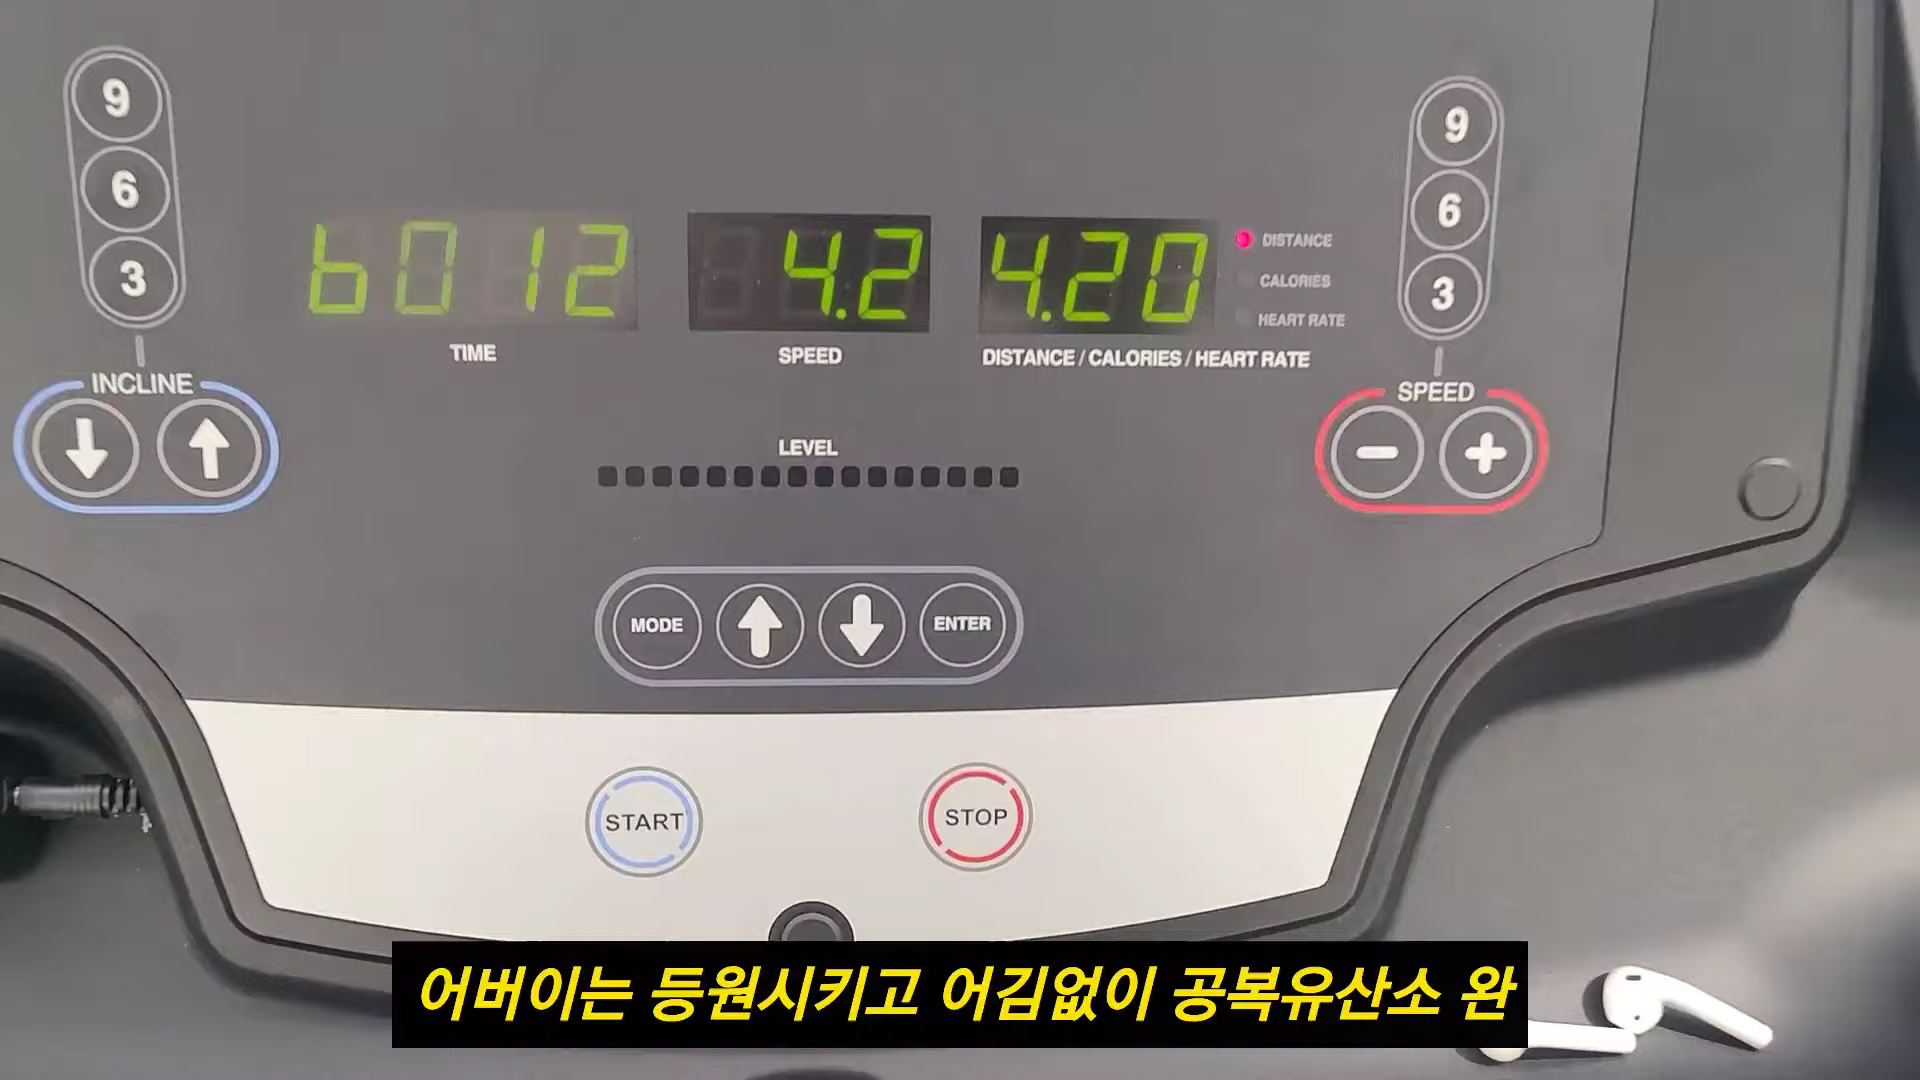 9
6
3
INCLINE
6012
TIME
4.2
SPEED
4.20
DISTANCE
CALORIES
HEART RATE
DISTANCE / CALORIES / HEART RATE
9
6
3
SPEED
LEVEL
MODE
ENTER
START
STOP
어버이는 등원시키고 어김없이 공복유산소 완